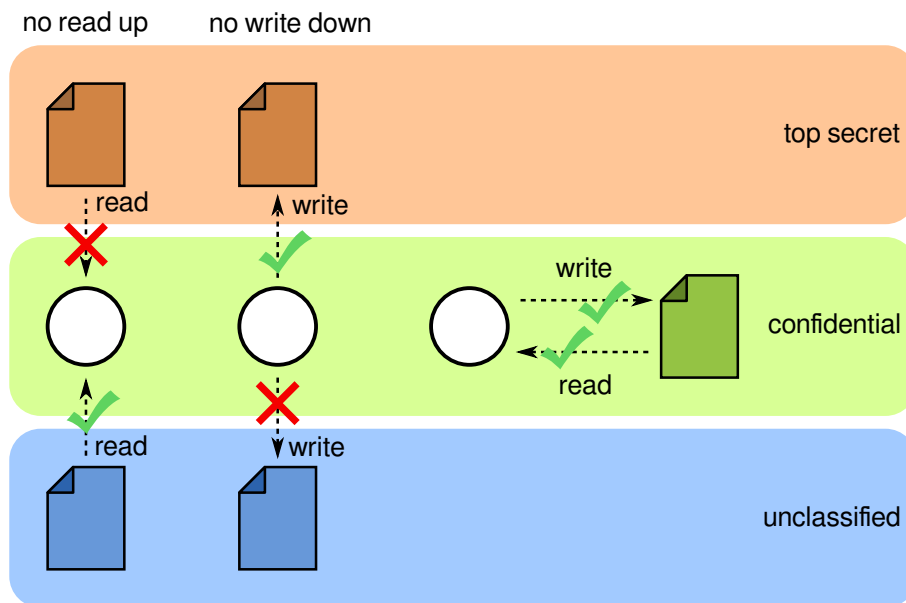 no read up
no write down
top secret
read
write
write
confidential
read
read
write
unclassified